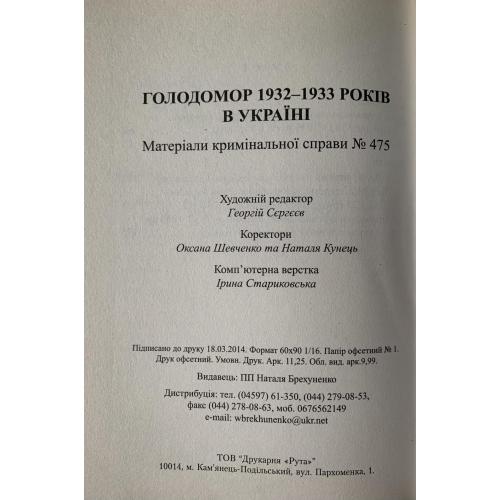 ГОЛОДОМОР 1932–1933 РОКІВ
В УКРАЇНІ
Матеріали кримінальної справи № 475
Художній редактор
Георгій Сєргєєв
Коректори
Оксана Шевченко та Наталя Кунець
Комп’ютерна верстка
Ірина Стариковська
Підписано до друку 18.03.2014. Формат 60х90 1/16. Папір офсетний № 1.
Друк офсетний. Умовн. Друк. Арк. 11,25. Обл. вид. арк.9,99.
Видавець: ПП Наталя Брехуненко
Дистрибуція: тел. (04597) 61-350, (044) 279-08-53,
факс (044) 278-08-63, моб. 0676562149
e-mail: wbrekhunenko@ukr.net
ТОВ "Друкарня «Рута»"
10014, м. Кам’янець-Подільський, вул. Пархоменка, 1.